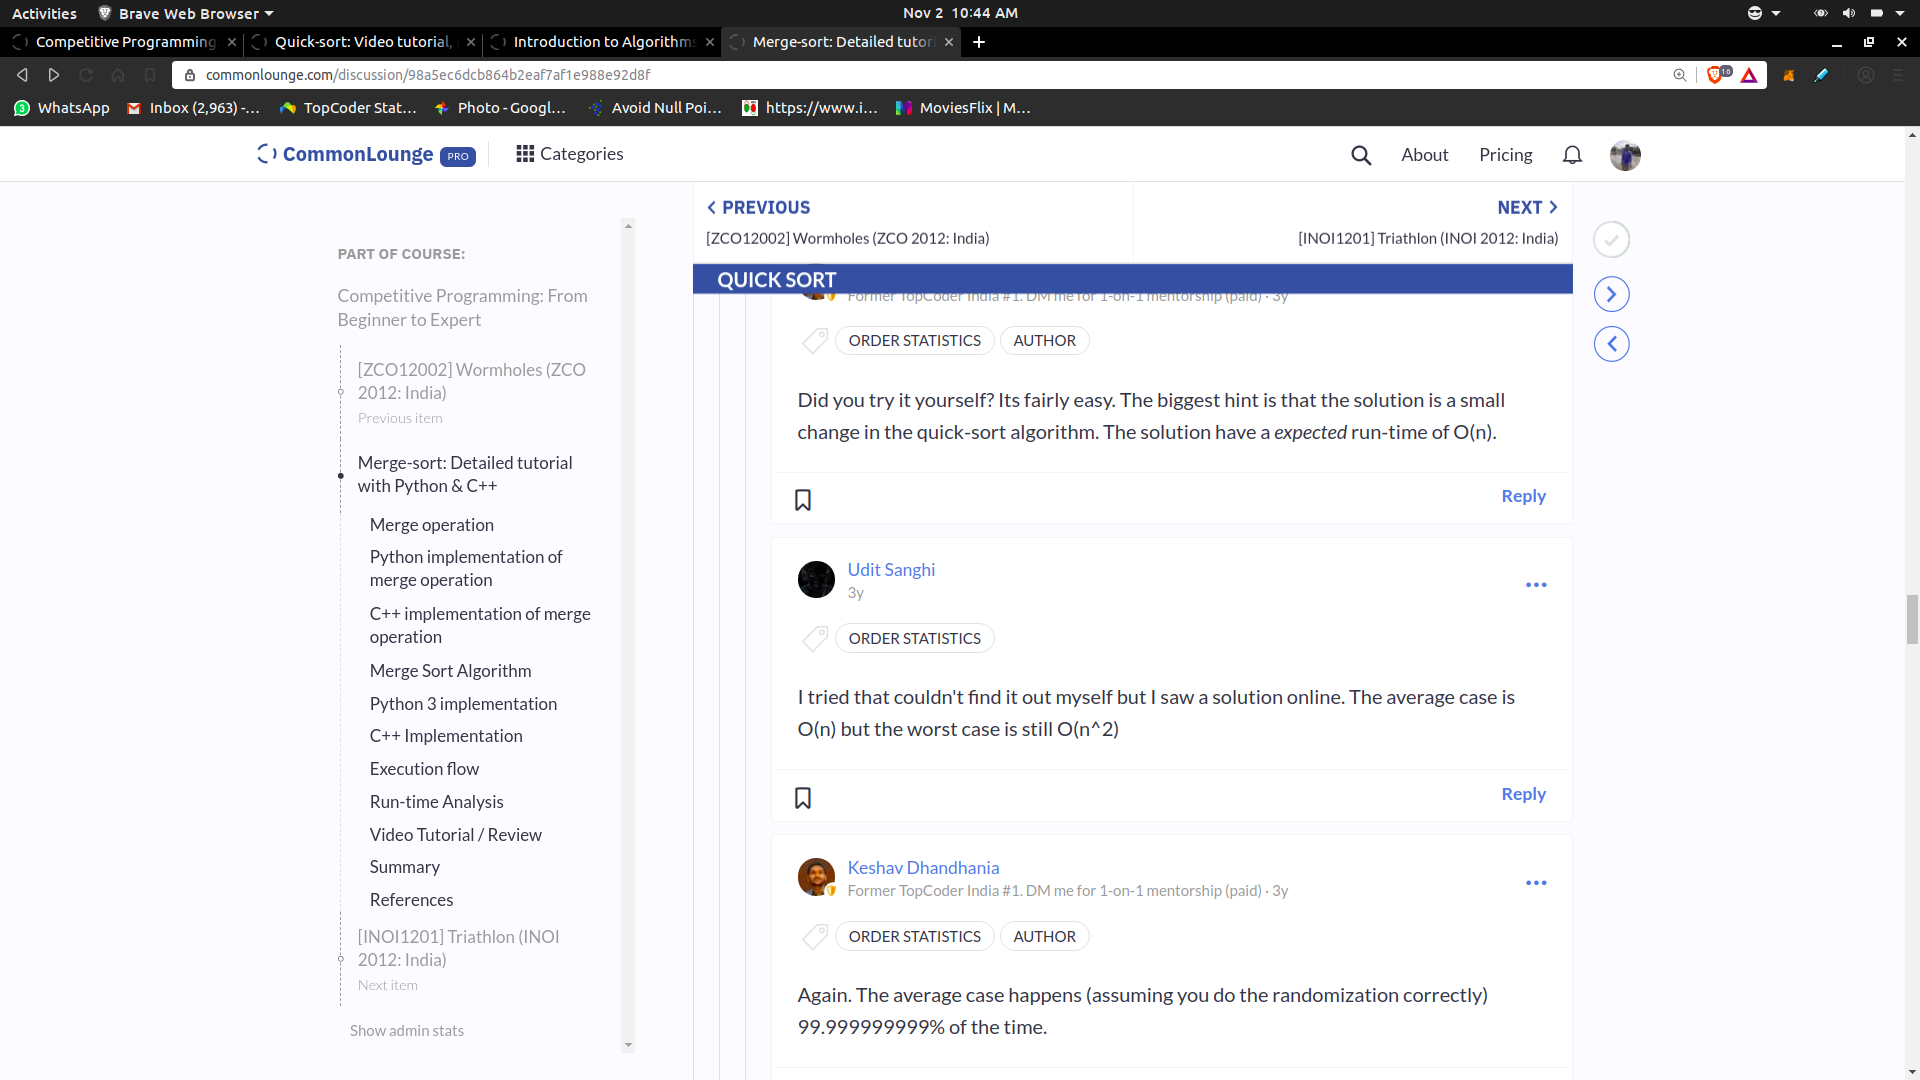 Activities
Brave Web Browser
Nov 2 10:44 AM
Competitive Programming
Quick-sort: Video tutorial,
Introduction to Algorithms
Merge-sort: Detailed tutori
commonlounge.com/discussion/98a5ec6dcb864b2eaf7af1e988e92d8f
16
3
WhatsApp
Inbox (2,963) -...
TopCoder Stat...
Photo - Googl...
Avoid Null Poi...
https://www.i...
MoviesFlix | M...
CommonLounge PRO
Categories
About
Pricing
PART OF COURSE:
Competitive Programming: From
Beginner to Expert
[ZCO12002] Wormholes (ZCO
2012: India)
Previous item
Merge-sort: Detailed tutorial
with Python & C++
Merge operation
Python implementation of
merge operation
C++ implementation of merge
operation
Merge Sort Algorithm
Python 3 implementation
C++ Implementation
Execution flow
Run-time Analysis
Video Tutorial / Review
Summary
References
[INOI1201] Triathlon (INOI
2012: India)
Next item
Show admin stats
PREVIOUS
[ZCO12002] Wormholes (ZCO 2012: India)
NEXT
[INOI1201] Triathlon (INOI 2012: India)
QUICK SORT
Former TopCoder India #1. DM me for 1-on-1 mentorship (paid) · 3y
ORDER STATISTICS
AUTHOR
Did you try it yourself? Its fairly easy. The biggest hint is that the solution is a small
change in the quick-sort algorithm. The solution have a expected run-time of O(n).
Reply
Udit Sanghi
3y
ORDER STATISTICS
I tried that couldn't find it out myself but I saw a solution online. The average case is
O(n) but the worst case is still O(n^2)
Reply
Keshav Dhandhania
Former TopCoder India #1. DM me for 1-on-1 mentorship (paid) · 3y
ORDER STATISTICS
AUTHOR
Again. The average case happens (assuming you do the randomization correctly)
99.999999999% of the time.